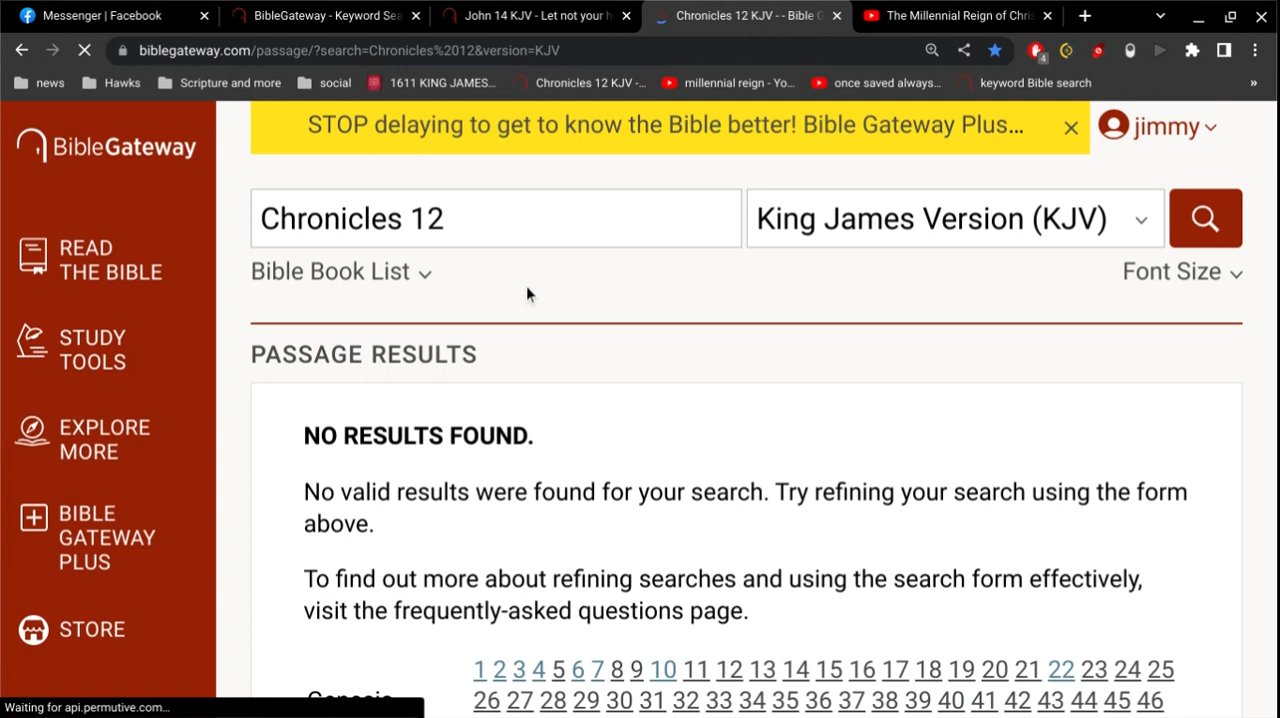 Messenger | Facebook
BibleGateway - Keyword Sea
John 14 KJV - Let not your h
Chronicles 12 KJV - - Bible G
The Millennial Reign of Chris
biblegateway.com/passage/?search=Chronicles%2012&version=KJV
4
news
Hawks
Scripture and more
social
1611 KING JAMES...
Chronicles 12 KJV -...
millennial reign - Yo...
once saved always...
keyword Bible search
»
BibleGateway
STOP delaying to get to know the Bible better! Bible Gateway Plus...
jimmy
Chronicles 12
King James Version (KJV)
Bible Book List
Font Size
READ
THE BIBLE
STUDY
TOOLS
EXPLORE
MORE
BIBLE
GATEWAY
PLUS
STORE
PASSAGE RESULTS
NO RESULTS FOUND.
No valid results were found for your search. Try refining your search using the form
above.
To find out more about refining searches and using the search form effectively,
visit the frequently-asked questions page.
Genesis
1 2 3 4 5 6 7 8 9 10 11 12 13 14 15 16 17 18 19 20 21 22 23 24 25
26 27 28 29 30 31 32 33 34 35 36 37 38 39 40 41 42 43 44 45 46
Waiting for api.permutive.com...